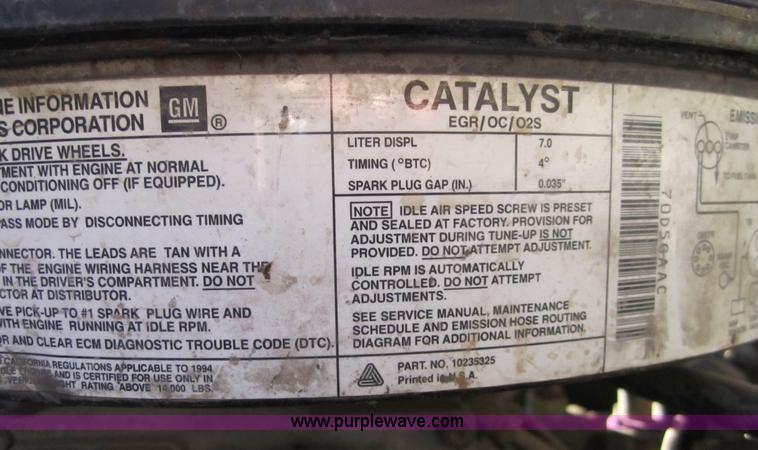 NE INFORMATION
S CORPORATION
GM ®
K DRIVE WHEELS.
TMENT WITH ENGINE AT NORMAL
CONDITIONING OFF (IF EQUIPPED).
OR LAMP (MIL).
PASS MODE BY DISCONNECTING TIMING
NNECTOR. THE LEADS ARE TAN WITH A
OF THE ENGINE WIRING HARNESS NEAR THE
IN THE DRIVER'S COMPARTMENT. DO NOT
CTOR AT DISTRIBUTOR.
VE PICK-UP TO #1 SPARK PLUG WIRE AND
WITH ENGINE RUNNING AT IDLE RPM.
OR AND CLEAR ECM DIAGNOSTIC TROUBLE CODE (DTC).
CALIFORNIA REGULATIONS APPLICABLE TO 1994
AND IS CERTIFIED FOR USE ONLY IN
RATING ABOVE 14,000 LBS.
CATALYST
EGR/OC/O2S
LITER DISPL 7.0
TIMING (°BTC) 4°
SPARK PLUG GAP (IN.) 0.035"
NOTE IDLE AIR SPEED SCREW IS PRESET
AND SEALED AT FACTORY. PROVISION FOR
ADJUSTMENT DURING TUNE-UP IS NOT
PROVIDED. DO NOT ATTEMPT ADJUSTMENT.
IDLE RPM IS AUTOMATICALLY
CONTROLLED. DO NOT ATTEMPT
ADJUSTMENTS.
SEE SERVICE MANUAL, MAINTENANCE
SCHEDULE AND EMISSION HOSE ROUTING
DIAGRAM FOR ADDITIONAL INFORMATION.
PART. NO. 10235325
Printed in U.S.A.
VENT
EMISS
www.purplewave.com